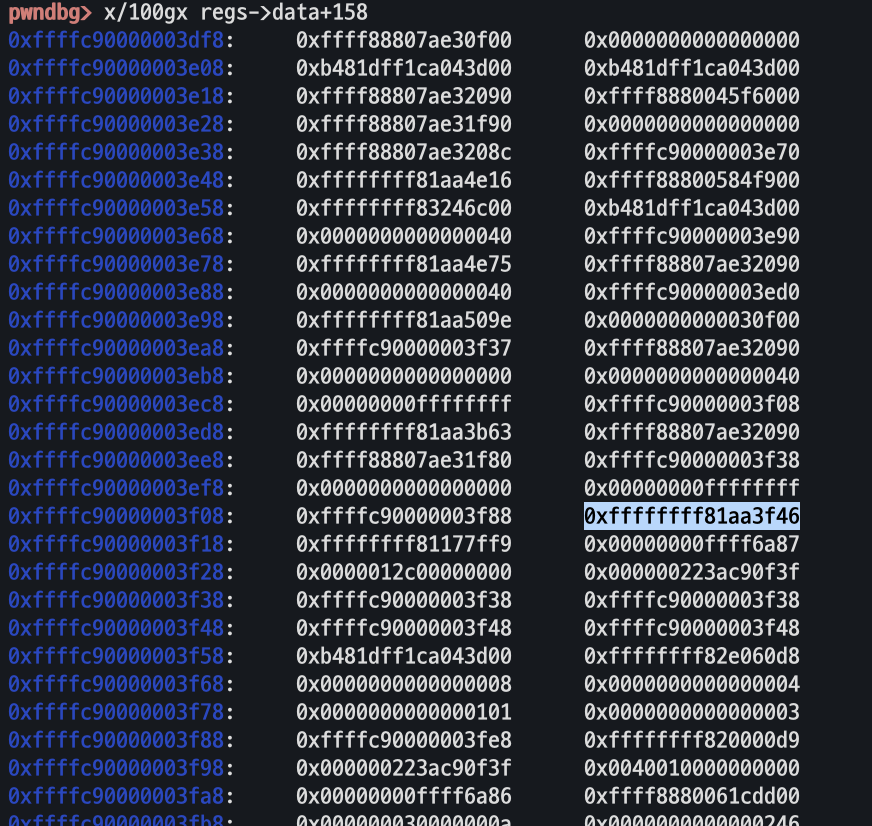 pwndbg> x/100gx regs->data+158
0xffffc90000003df8: 0xffff88807ae30f00 0x0000000000000000
0xffffc90000003e08: 0xb481dff1ca043d00 0xb481dff1ca043d00
0xffffc90000003e18: 0xffff88807ae32090 0xffff8880045f6000
0xffffc90000003e28: 0xffff88807ae31f90 0x0000000000000000
0xffffc90000003e38: 0xffff88807ae3208c 0xffffc90000003e70
0xffffc90000003e48: 0xffffffff81aa4e16 0xffff88800584f900
0xffffc90000003e58: 0xffffffff83246c00 0xb481dff1ca043d00
0xffffc90000003e68: 0x0000000000000040 0xffffc90000003e90
0xffffc90000003e78: 0xffffffff81aa4e75 0xffff88807ae32090
0xffffc90000003e88: 0x0000000000000040 0xffffc90000003ed0
0xffffc90000003e98: 0xffffffff81aa509e 0x0000000000030f00
0xffffc90000003ea8: 0xffffc90000003f37 0xffff88807ae32090
0xffffc90000003eb8: 0x0000000000000000 0x0000000000000040
0xffffc90000003ec8: 0x00000000ffffffff 0xffffc90000003f08
0xffffc90000003ed8: 0xffffffff81aa3b63 0xffff88807ae32090
0xffffc90000003ee8: 0xffff88807ae31f80 0xffffc90000003f38
0xffffc90000003ef8: 0x0000000000000000 0x00000000ffffffff
0xffffc90000003f08: 0xffffc90000003f88 0xffffffff81aa3f46
0xffffc90000003f18: 0xffffffff81177ff9 0x00000000ffff6a87
0xffffc90000003f28: 0x0000012c00000000 0x000000223ac90f3f
0xffffc90000003f38: 0xffffc90000003f38 0xffffc90000003f38
0xffffc90000003f48: 0xffffc90000003f48 0xffffc90000003f48
0xffffc90000003f58: 0xb481dff1ca043d00 0xffffffff82e060d8
0xffffc90000003f68: 0x0000000000000008 0x0000000000000004
0xffffc90000003f78: 0x0000000000000101 0x0000000000000003
0xffffc90000003f88: 0xffffc90000003fe8 0xffffffff820000d9
0xffffc90000003f98: 0x000000223ac90f3f 0x0040010000000000
0xffffc90000003fa8: 0x00000000ffff6a86 0xffff8880061cdd00
0xffffc90000003fb8: 0x000000030000000a 0x0000000000000246